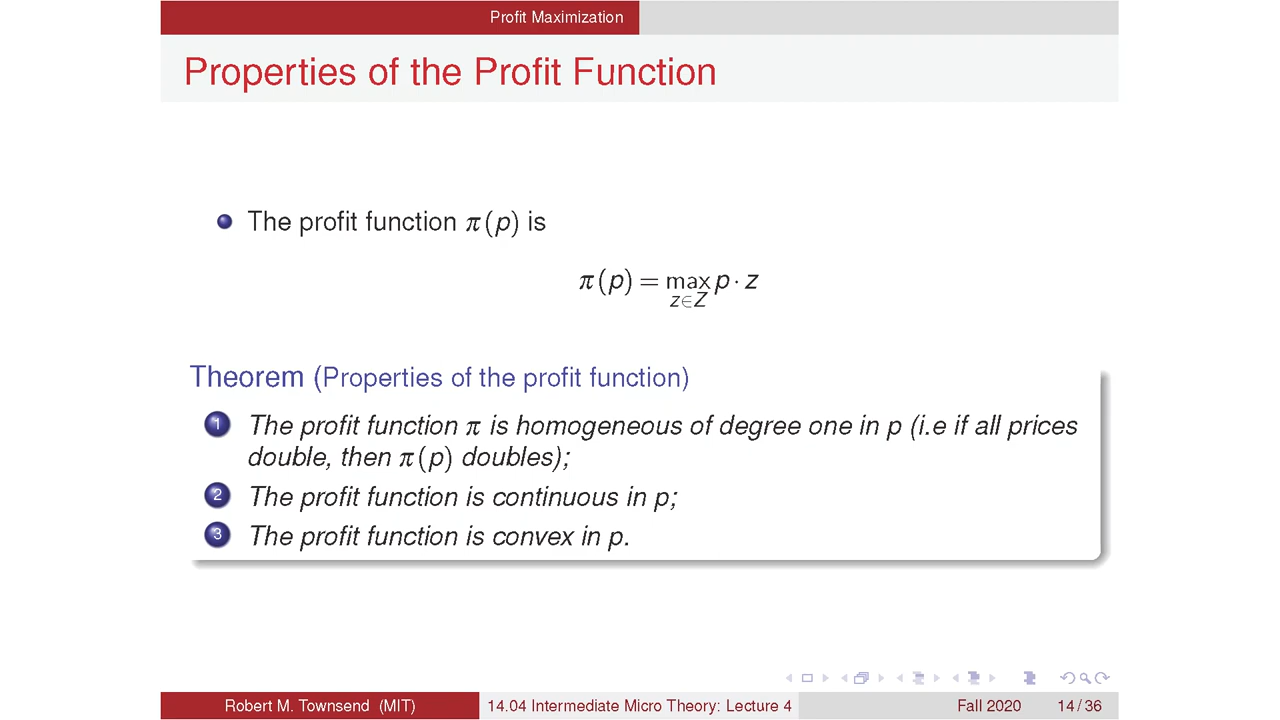 Profit Maximization
Properties of the Profit Function
The profit function π(p) is
π(p) = max p · z
z∈Z
Theorem (Properties of the profit function)
1 The profit function π is homogeneous of degree one in p (i.e if all prices
double, then π(p) doubles);
2 The profit function is continuous in p;
3 The profit function is convex in p.
Robert M. Townsend (MIT) 14.04 Intermediate Micro Theory: Lecture 4 Fall 2020 14 / 36